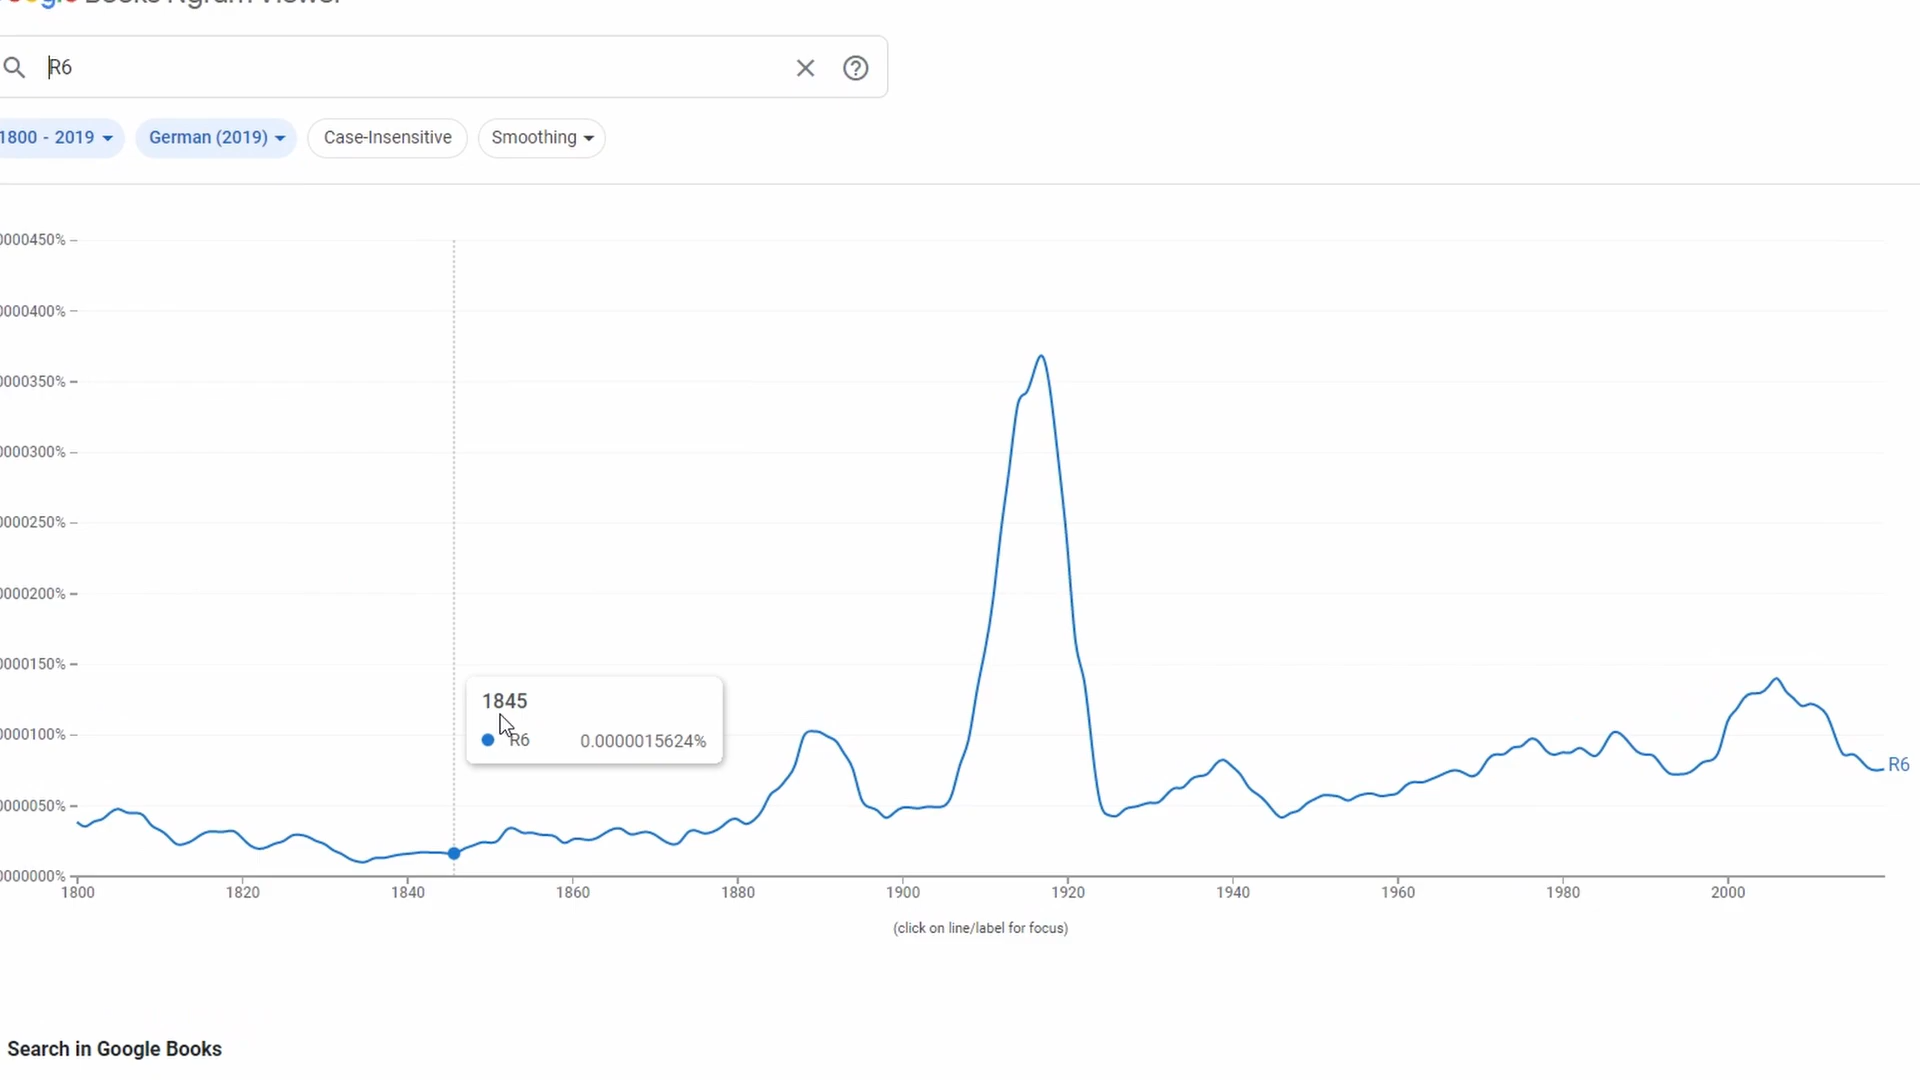 Books Ngram Viewer
R6
1800 - 2019
German (2019)
Case-Insensitive
Smoothing
0000450%
0000400%
0000350%
0000300%
0000250%
0000200%
0000150%
0000100%
0000050%
0000000%
1845
R6 0.0000015624%
R6
1800 1820 1840 1860 1880 1900 1920 1940 1960 1980 2000
(click on line/label for focus)
Search in Google Books